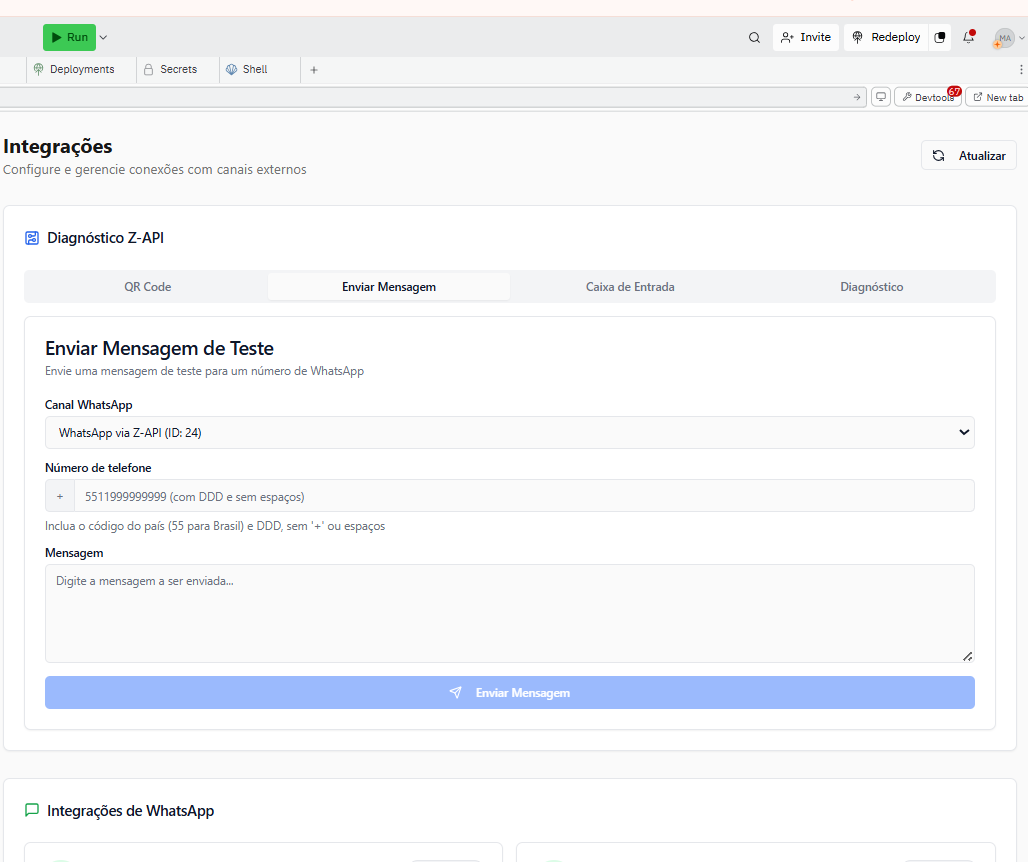 Run
Invite
Redeploy
MA
Deployments
Secrets
Shell
67
Devtools
New tab
Integrações
Configure e gerencie conexões com canais externos
Atualizar
Diagnóstico Z-API
QR Code
Enviar Mensagem
Caixa de Entrada
Diagnóstico
Enviar Mensagem de Teste
Envie uma mensagem de teste para um número de WhatsApp
Canal WhatsApp
WhatsApp via Z-API (ID: 24)
Número de telefone
+ 5511999999999 (com DDD e sem espaços)
Inclua o código do país (55 para Brasil) e DDD, sem '+' ou espaços
Mensagem
Digite a mensagem a ser enviada...
Enviar Mensagem
Integrações de WhatsApp